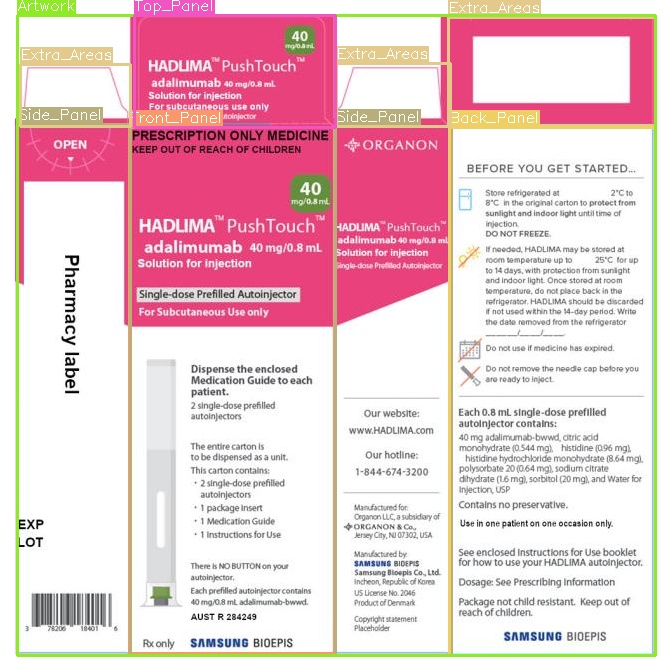 Artwork
Top_Panel
Extra_Areas
40
mg/0.8 mL
HADLIMA™ PushTouch™
adalimumab 40 mg/0.8 mL
Solution for injection
For subcutaneous use only
autoinjector
Extra_Areas
Extra_Areas
Side_Panel
OPEN
Pharmacy label
EXP
LOT
3 78206 18401 6
Front_Panel
PRESCRIPTION ONLY MEDICINE
KEEP OUT OF REACH OF CHILDREN
40
mg/0.8 mL
HADLIMA™ PushTouch™
adalimumab 40 mg/0.8 mL
Solution for injection
Single-dose Prefilled Autoinjector
For Subcutaneous Use only
Dispense the enclosed
Medication Guide to each
patient.
2 single-dose prefilled
autoinjectors
The entire carton is
to be dispensed as a unit.
This carton contains:
• 2 single-dose prefilled
autoinjectors
• 1 package insert
• 1 Medication Guide
• 1 Instructions for Use
There is NO BUTTON on your
autoinjector.
Each prefilled autoinjector contains
40 mg/0.8 mL adalimumab-bwwd.
AUST R 284249
Rx only SAMSUNG BIOEPIS
Side_Panel
ORGANON
HADLIMA™ PushTouch™
adalimumab 40 mg/0.8 mL
Solution for injection
Single-dose Prefilled Autoinjector
Our website:
www.HADLIMA.com
Our hotline:
1-844-674-3200
Manufactured for:
Organon LLC, a subsidiary of
ORGANON & Co.,
Jersey City, NJ 07302, USA
Manufactured by:
SAMSUNG BIOEPIS
Samsung Bioepis Co., Ltd.
Incheon, Republic of Korea
US License No. 2046
Product of Denmark
Copyright statement
Placeholder
Back_Panel
BEFORE YOU GET STARTED...
Store refrigerated at 2°C to
8°C in the original carton to protect from
sunlight and indoor light until time of
injection.
DO NOT FREEZE.
If needed, HADLIMA may be stored at
room temperature up to 25°C for up
to 14 days, with protection from sunlight
and indoor light. Once stored at room
temperature, do not place back in the
refrigerator. HADLIMA should be discarded
if not used within the 14-day period. Write
the date removed from the refrigerator
______/____/____.
Do not use if medicine has expired.
Do not remove the needle cap before you
are ready to inject.
Each 0.8 mL single-dose prefilled
autoinjector contains:
40 mg adalimumab-bwwd, citric acid
monohydrate (0.544 mg), histidine (0.96 mg),
histidine hydrochloride monohydrate (8.64 mg),
polysorbate 20 (0.64 mg), sodium citrate
dihydrate (1.6 mg), sorbitol (20 mg), and Water for
Injection, USP
Contains no preservative.
Use in one patient on one occasion only.
See enclosed Instructions for Use booklet
for how to use your HADLIMA autoinjector.
Dosage: See Prescribing Information
Package not child resistant. Keep out of
reach of children.
SAMSUNG BIOEPIS